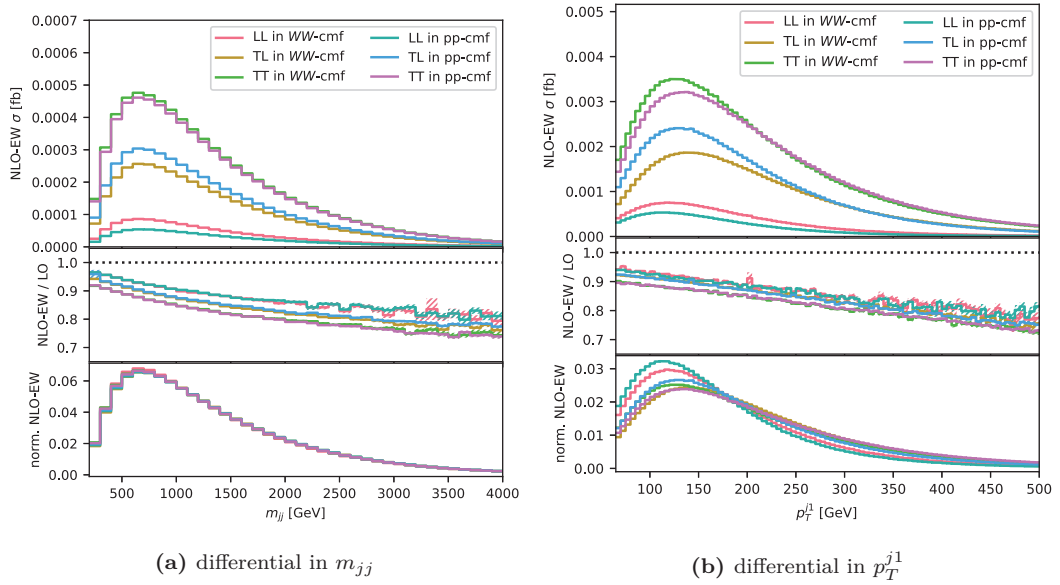 LL in WW-cmf LL in pp-cmf
TL in WW-cmf TL in pp-cmf
TT in WW-cmf TT in pp-cmf
NLO-EW σ [fb]
0.0007
0.0006
0.0005
0.0004
0.0003
0.0002
0.0001
0.0000
NLO-EW / LO
1.0
0.9
0.8
0.7
norm. NLO-EW
0.06
0.04
0.02
0.00
500 1000 1500 2000 2500 3000 3500 4000
m_{jj} [GeV]
(a) differential in m_{jj}
LL in WW-cmf LL in pp-cmf
TL in WW-cmf TL in pp-cmf
TT in WW-cmf TT in pp-cmf
NLO-EW σ [fb]
0.005
0.004
0.003
0.002
0.001
0.000
NLO-EW / LO
1.0
0.9
0.8
0.7
norm. NLO-EW
0.03
0.02
0.01
0.00
100 150 200 250 300 350 400 450 500
p_T^{j1} [GeV]
(b) differential in p_T^{j1}